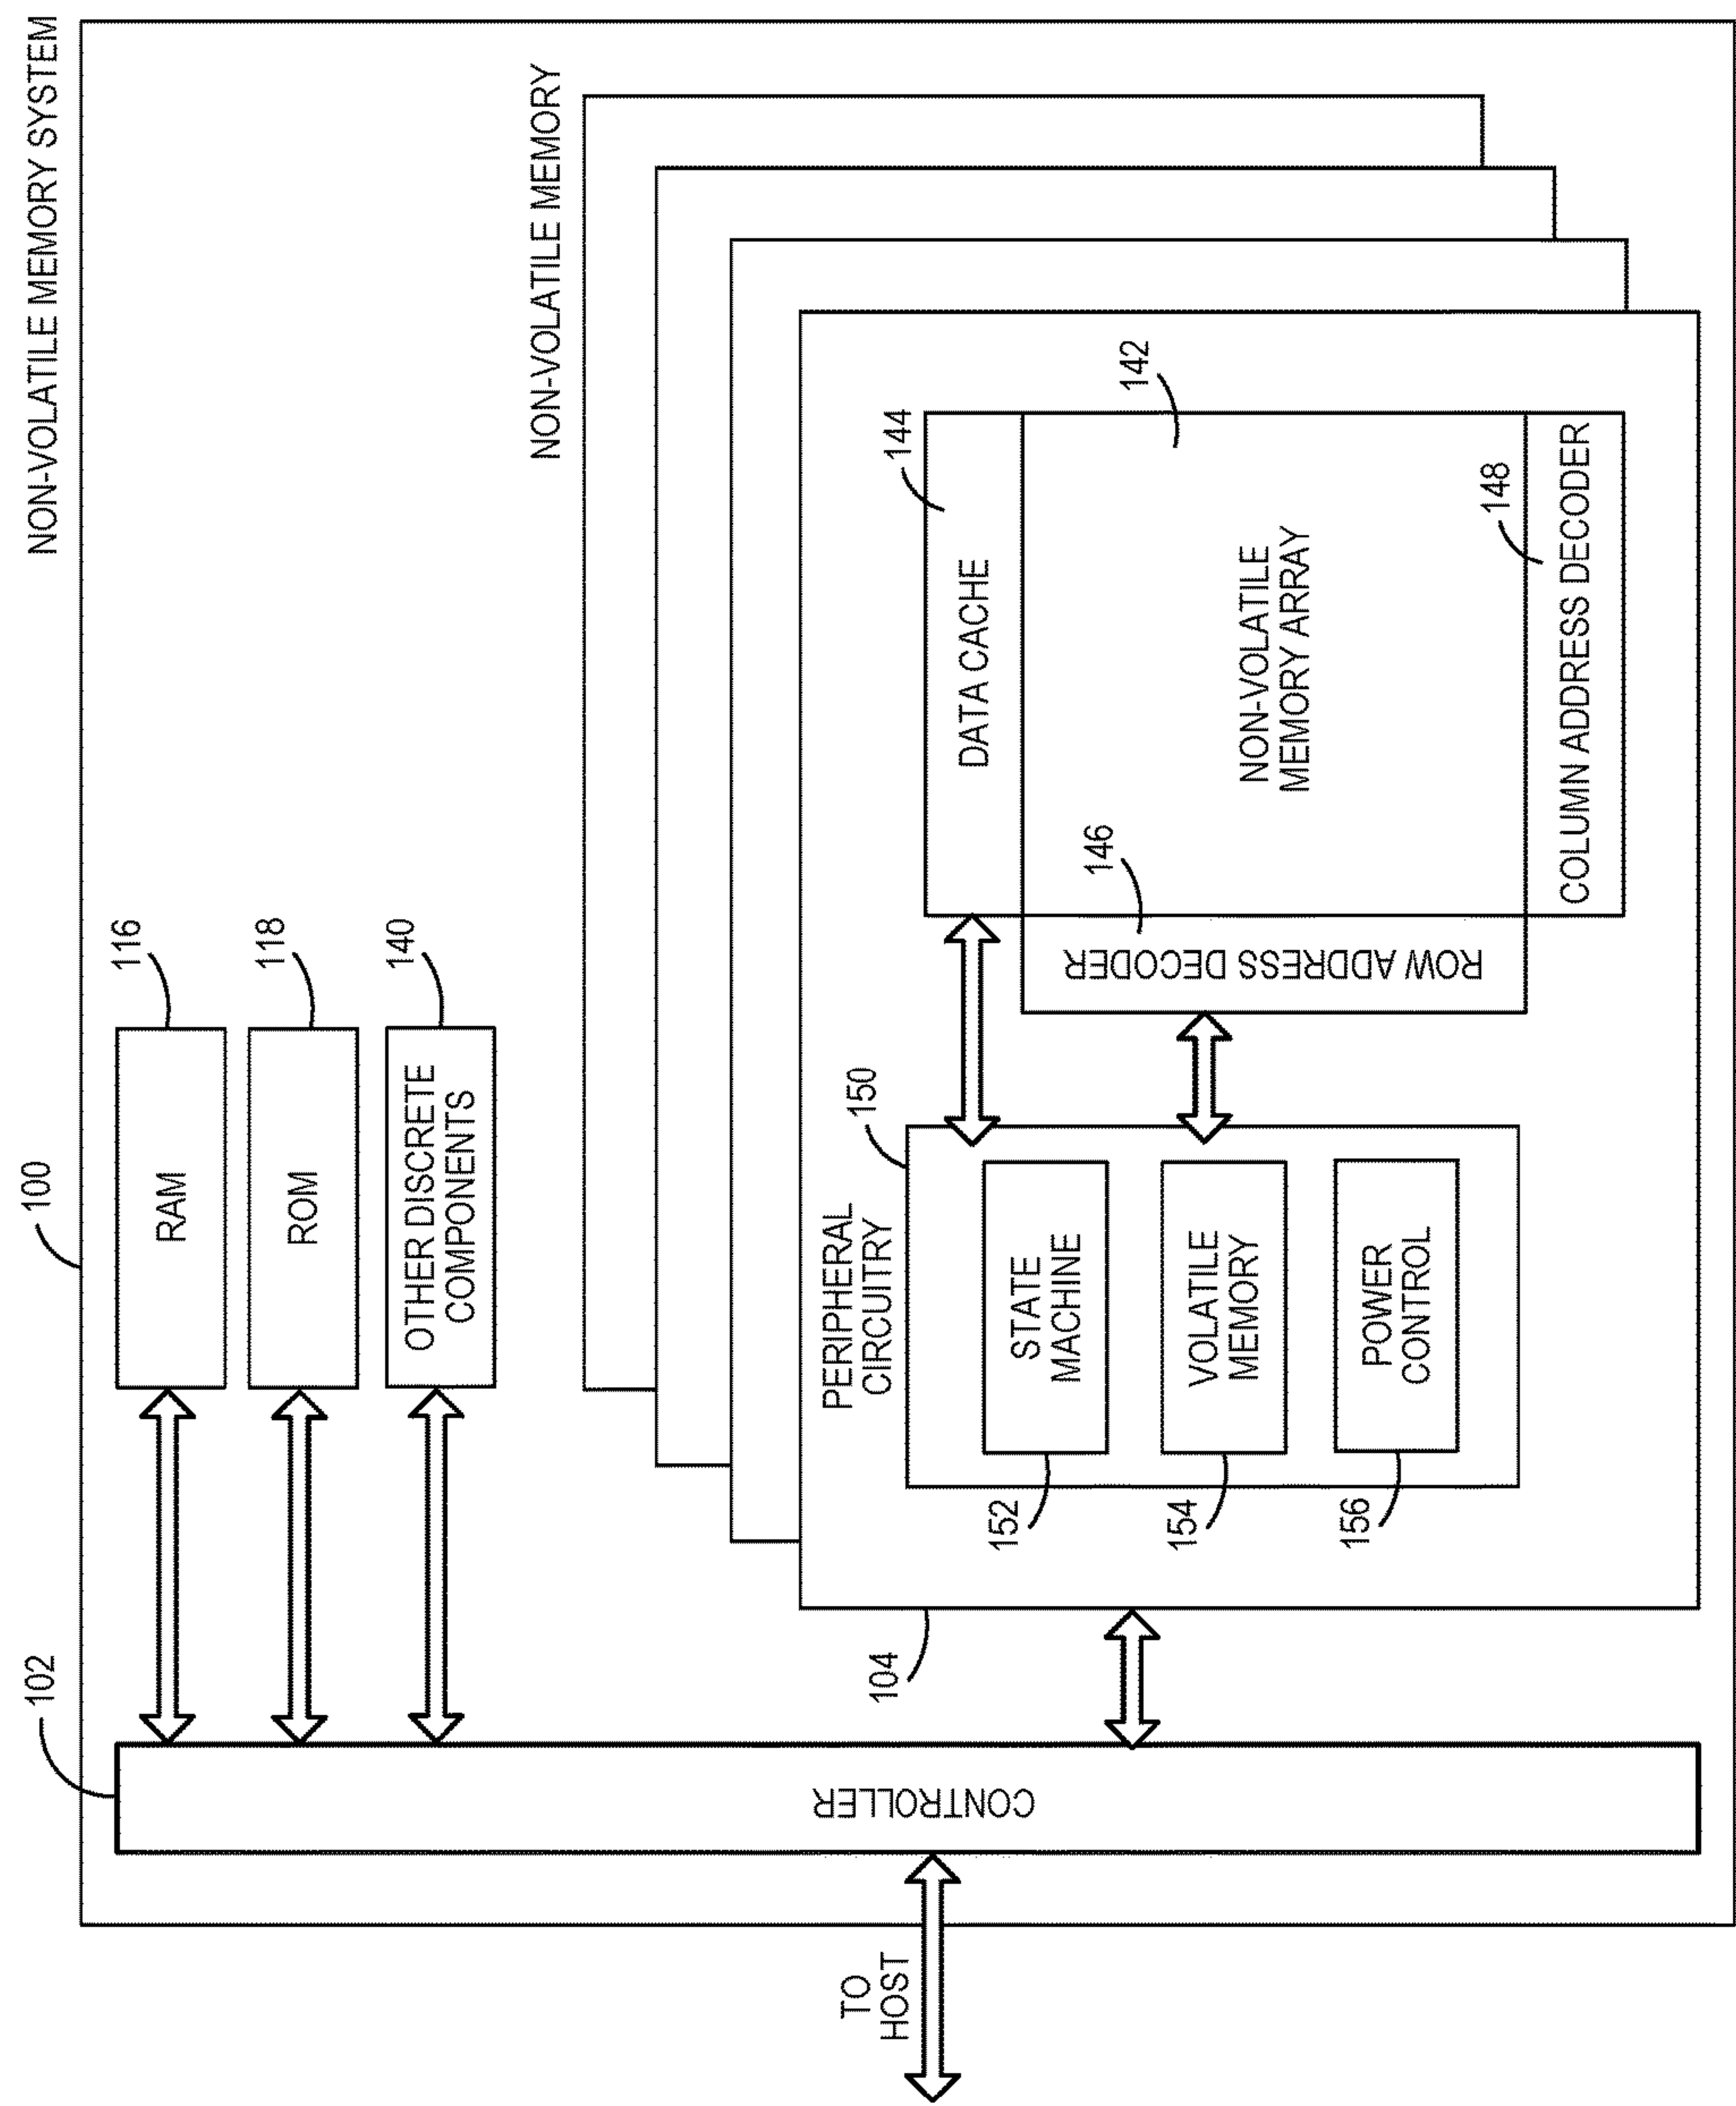 NON-VOLATILE MEMORY SYSTEM
100
102
116
RAM
118
ROM
140
OTHER DISCRETE
COMPONENTS
NON-VOLATILE MEMORY
CONTROLLER
TO
HOST
104
PERIPHERAL
CIRCUITRY
150
152
STATE
MACHINE
154
VOLATILE
MEMORY
156
POWER
CONTROL
144
DATA CACHE
146
ROW ADDRESS DECODER
142
NON-VOLATILE
MEMORY ARRAY
148
COLUMN ADDRESS DECODER